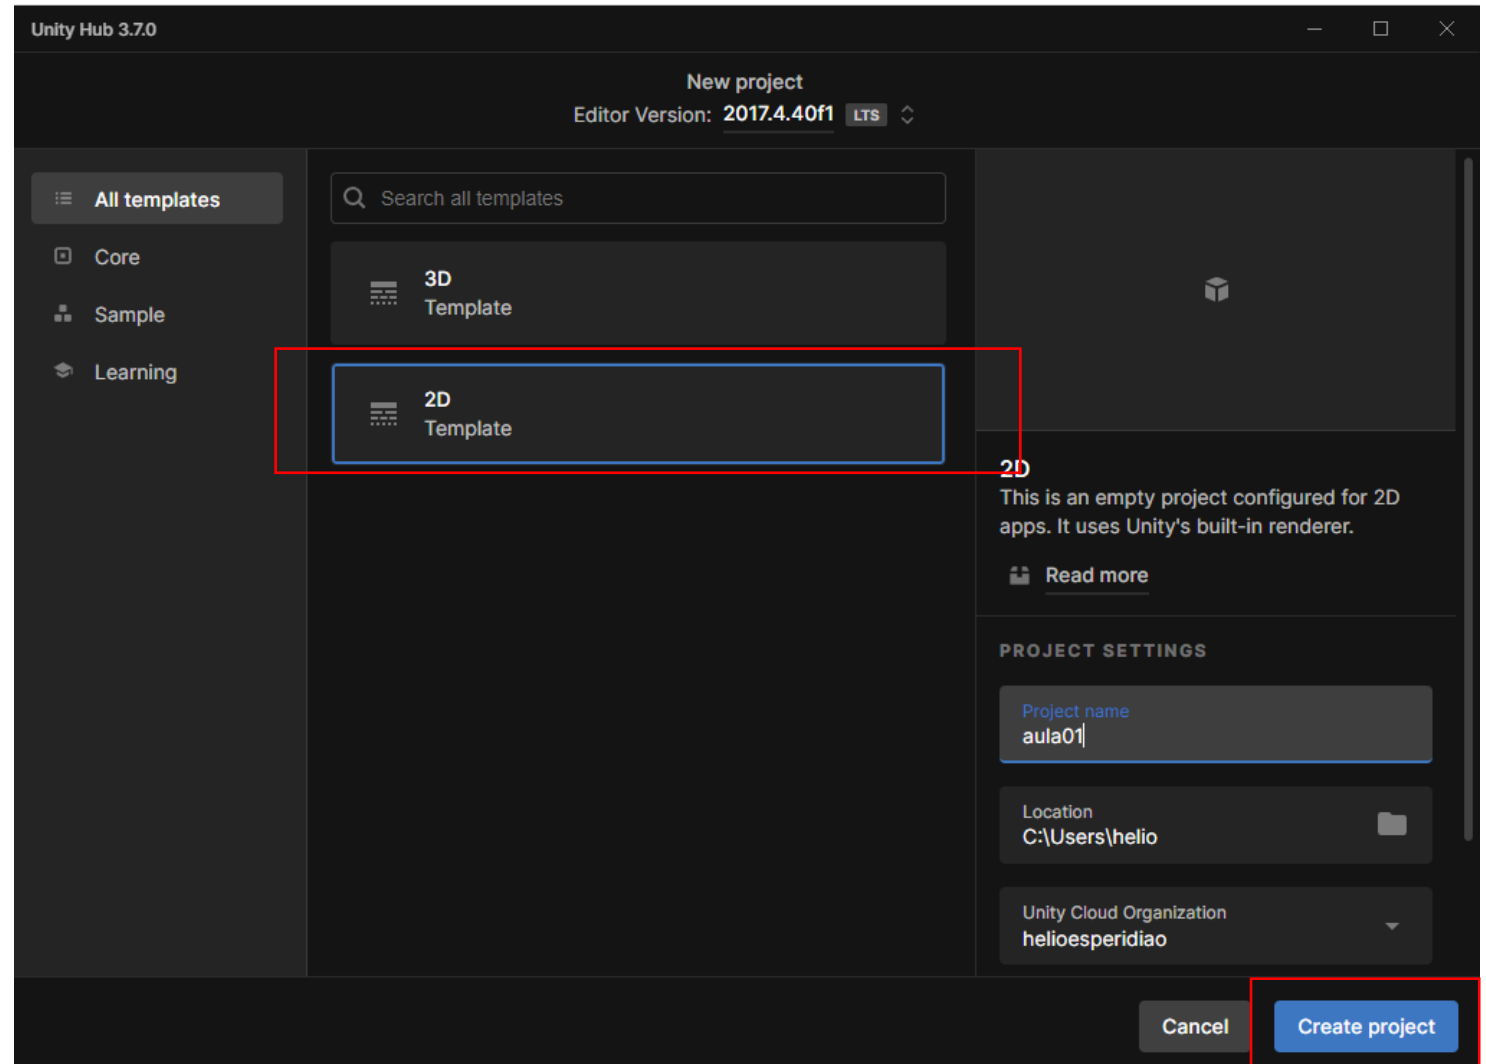 Unity Hub 3.7.0
New project
Editor Version: 2017.4.40f1 LTS
All templates
Core
Sample
Learning
Search all templates
3D
Template
2D
Template
2D
This is an empty project configured for 2D
apps. It uses Unity's built-in renderer.
Read more
PROJECT SETTINGS
Project name
aula01
Location
C:\Users\helio
Unity Cloud Organization
helioesperidiao
Cancel
Create project